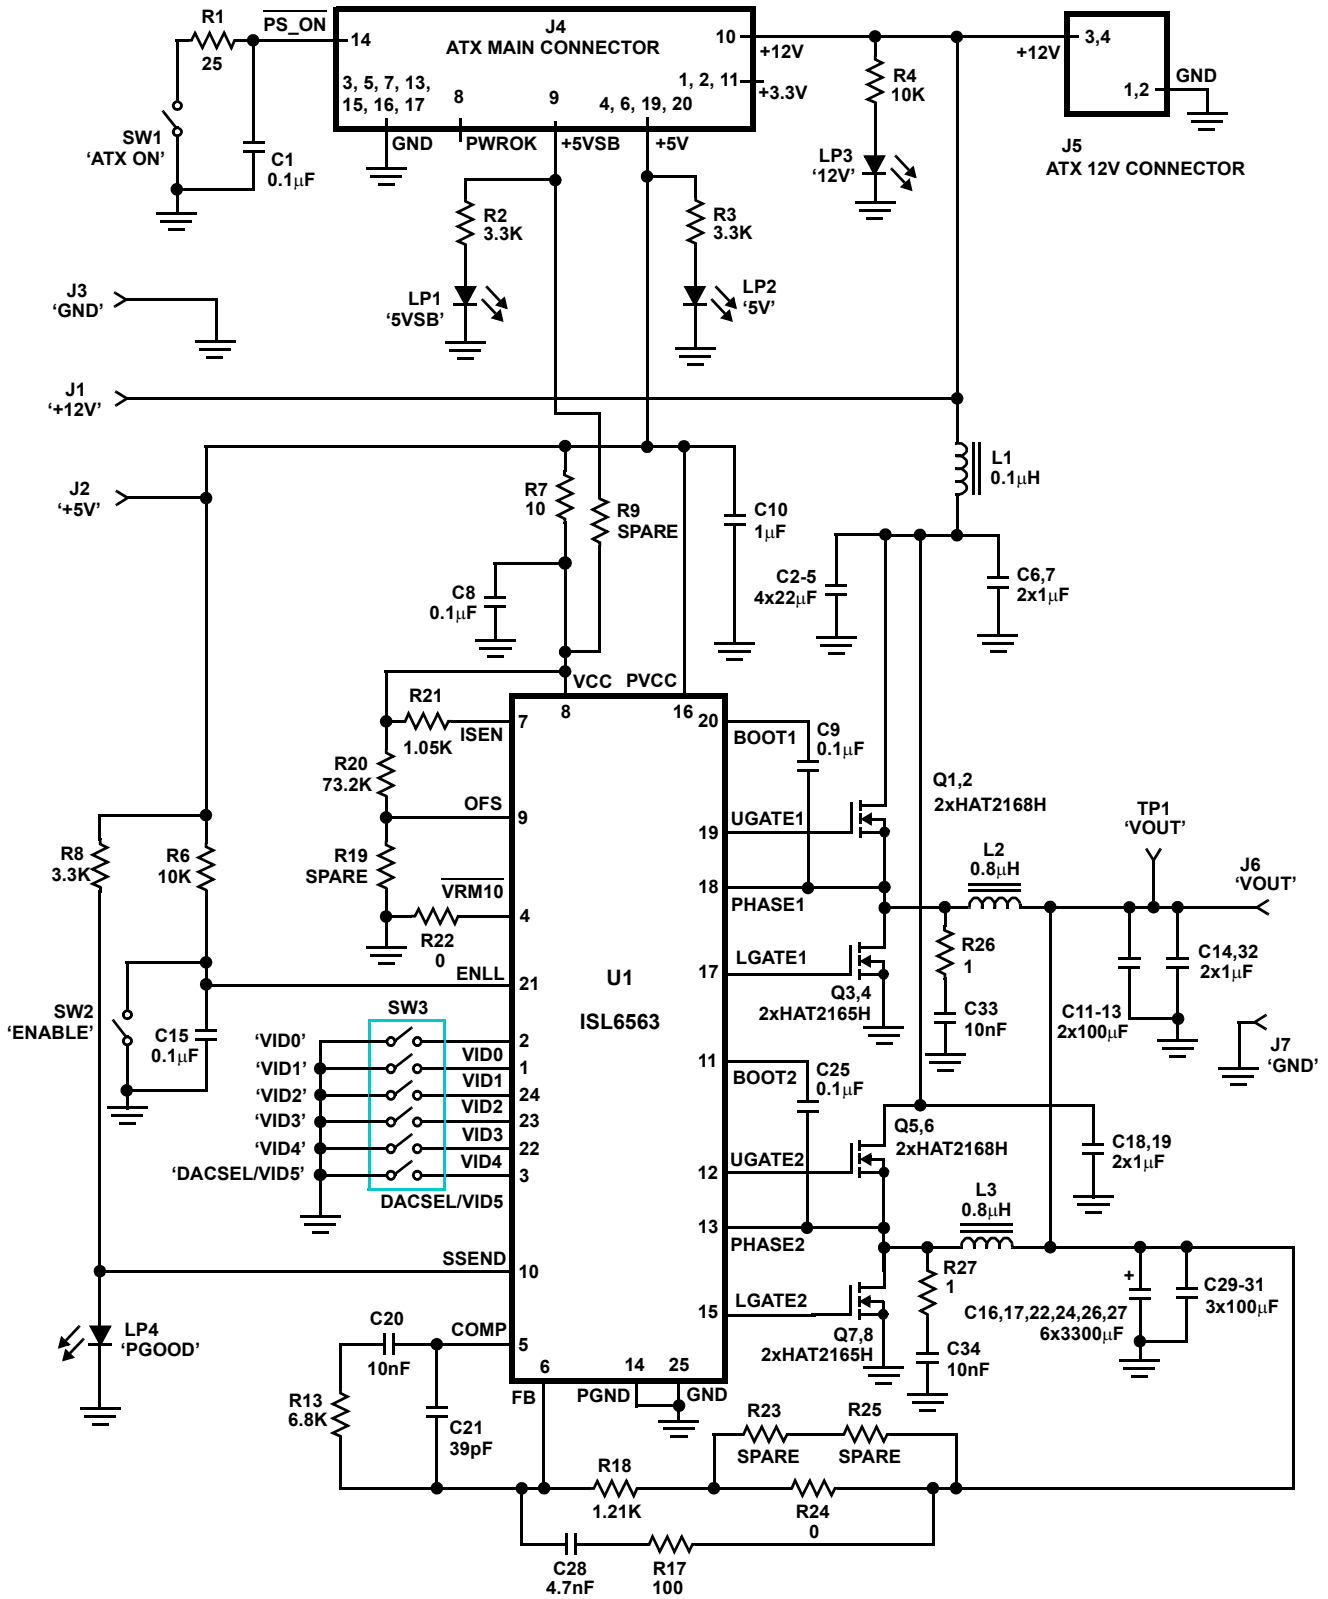 R1
25
PS_ON
14
J4
ATX MAIN CONNECTOR
10
+12V
+12V
3,4
3, 5, 7, 13,
15, 16, 17
8
9
4, 6, 19, 20
1, 2, 11
+3.3V
R4
10K
1,2
GND
SW1
'ATX ON'
C1
0.1μF
GND
PWROK
+5VSB
+5V
LP3
'12V'
J5
ATX 12V CONNECTOR
R2
3.3K
R3
3.3K
J3
'GND'
LP1
'5VSB'
LP2
'5V'
J1
'+12V'
L1
0.1μH
J2
'+5V'
R7
10
R9
SPARE
C10
1μF
C8
0.1μF
C2-5
4x22μF
C6,7
2x1μF
VCC
PVCC
8
16
R21
1.05K
ISEN
7
20
BOOT1
C9
0.1μF
R20
73.2K
Q1,2
2xHAT2168H
OFS
9
19
UGATE1
TP1
'VOUT'
R8
3.3K
R6
10K
R19
SPARE
VRM10
18
PHASE1
L2
0.8μH
J6
'VOUT'
R22
0
4
R26
1
C14,32
2x1μF
ENLL
21
U1
ISL6563
17
LGATE1
Q3,4
2xHAT2165H
C33
10nF
C11-13
2x100μF
J7
'GND'
SW2
'ENABLE'
C15
0.1μF
SW3
'VID0'
2
VID0
'VID1'
1
VID1
'VID2'
24
VID2
'VID3'
23
VID3
'VID4'
22
VID4
'DACSEL/VID5'
3
DACSEL/VID5
11
BOOT2
C25
0.1μF
Q5,6
2xHAT2168H
C18,19
2x1μF
12
UGATE2
L3
0.8μH
13
PHASE2
SSEND
10
R27
1
+
C29-31
3x100μF
15
LGATE2
C16,17,22,24,26,27
6x3300μF
LP4
'PGOOD'
C20
10nF
COMP
5
Q7,8
2xHAT2165H
C34
10nF
6
14
25
FB
PGND
GND
R13
6.8K
C21
39pF
R23
SPARE
R25
SPARE
R18
1.21K
R24
0
C28
4.7nF
R17
100